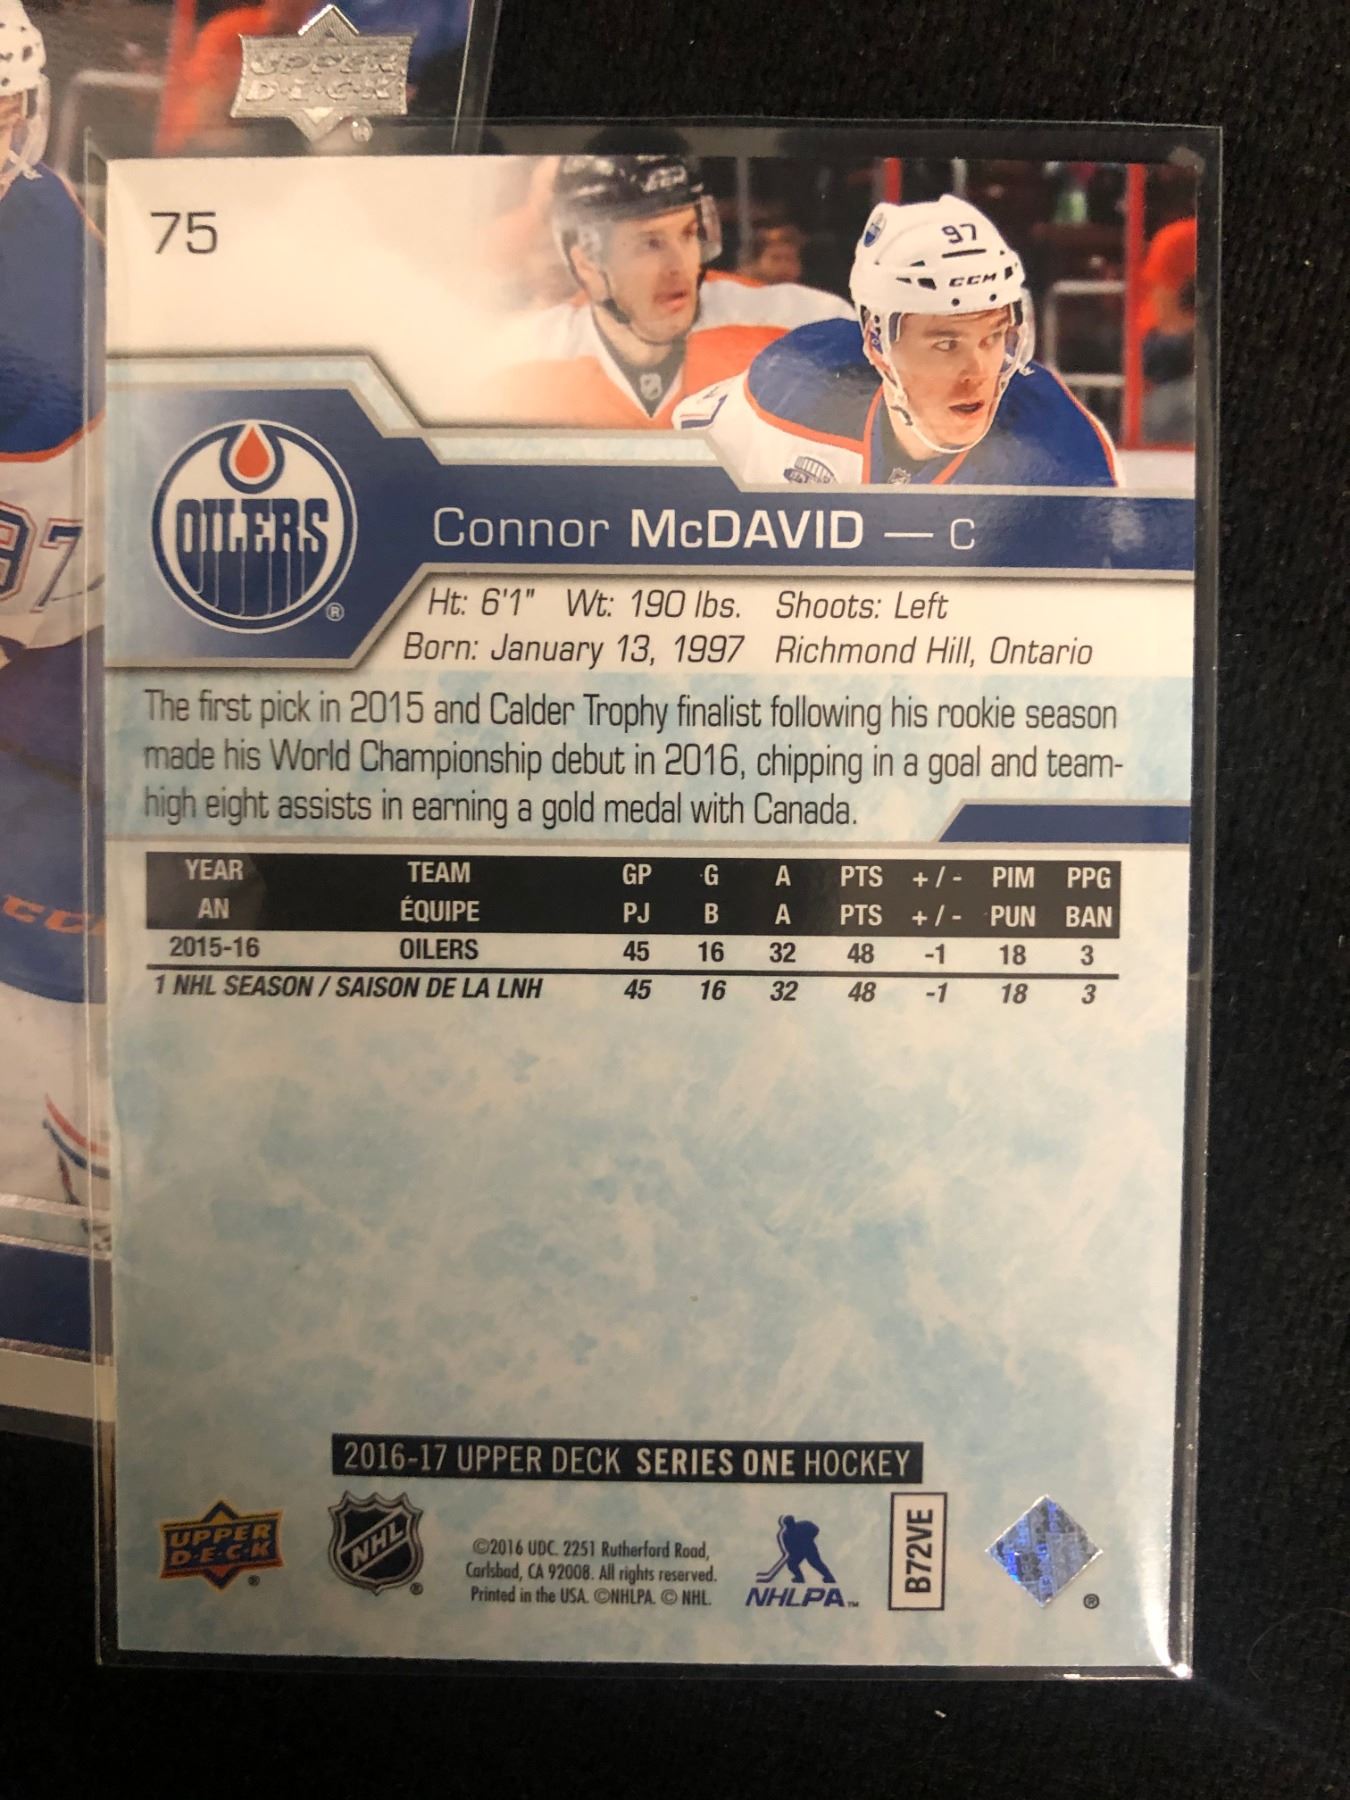 UPPER
D·E·C·K
®
75
97
CCM
97
OILERS
®
Connor McDAVID — C
Ht: 6'1" Wt: 190 lbs. Shoots: Left
Born: January 13, 1997 Richmond Hill, Ontario
The first pick in 2015 and Calder Trophy finalist following his rookie season
made his World Championship debut in 2016, chipping in a goal and team-
high eight assists in earning a gold medal with Canada.
YEAR TEAM GP G A PTS + / - PIM PPG
AN ÉQUIPE PJ B A PTS + / - PUN BAN
2015-16 OILERS 45 16 32 48 -1 18 3
1 NHL SEASON / SAISON DE LA LNH 45 16 32 48 -1 18 3
2016-17 UPPER DECK SERIES ONE HOCKEY
UPPER
D·E·C·K
®
NHL
®
©2016 UDC. 2251 Rutherford Road,
Carlsbad, CA 92008. All rights reserved.
Printed in the USA. ©NHLPA. © NHL.
NHLPA™
B72VE
®